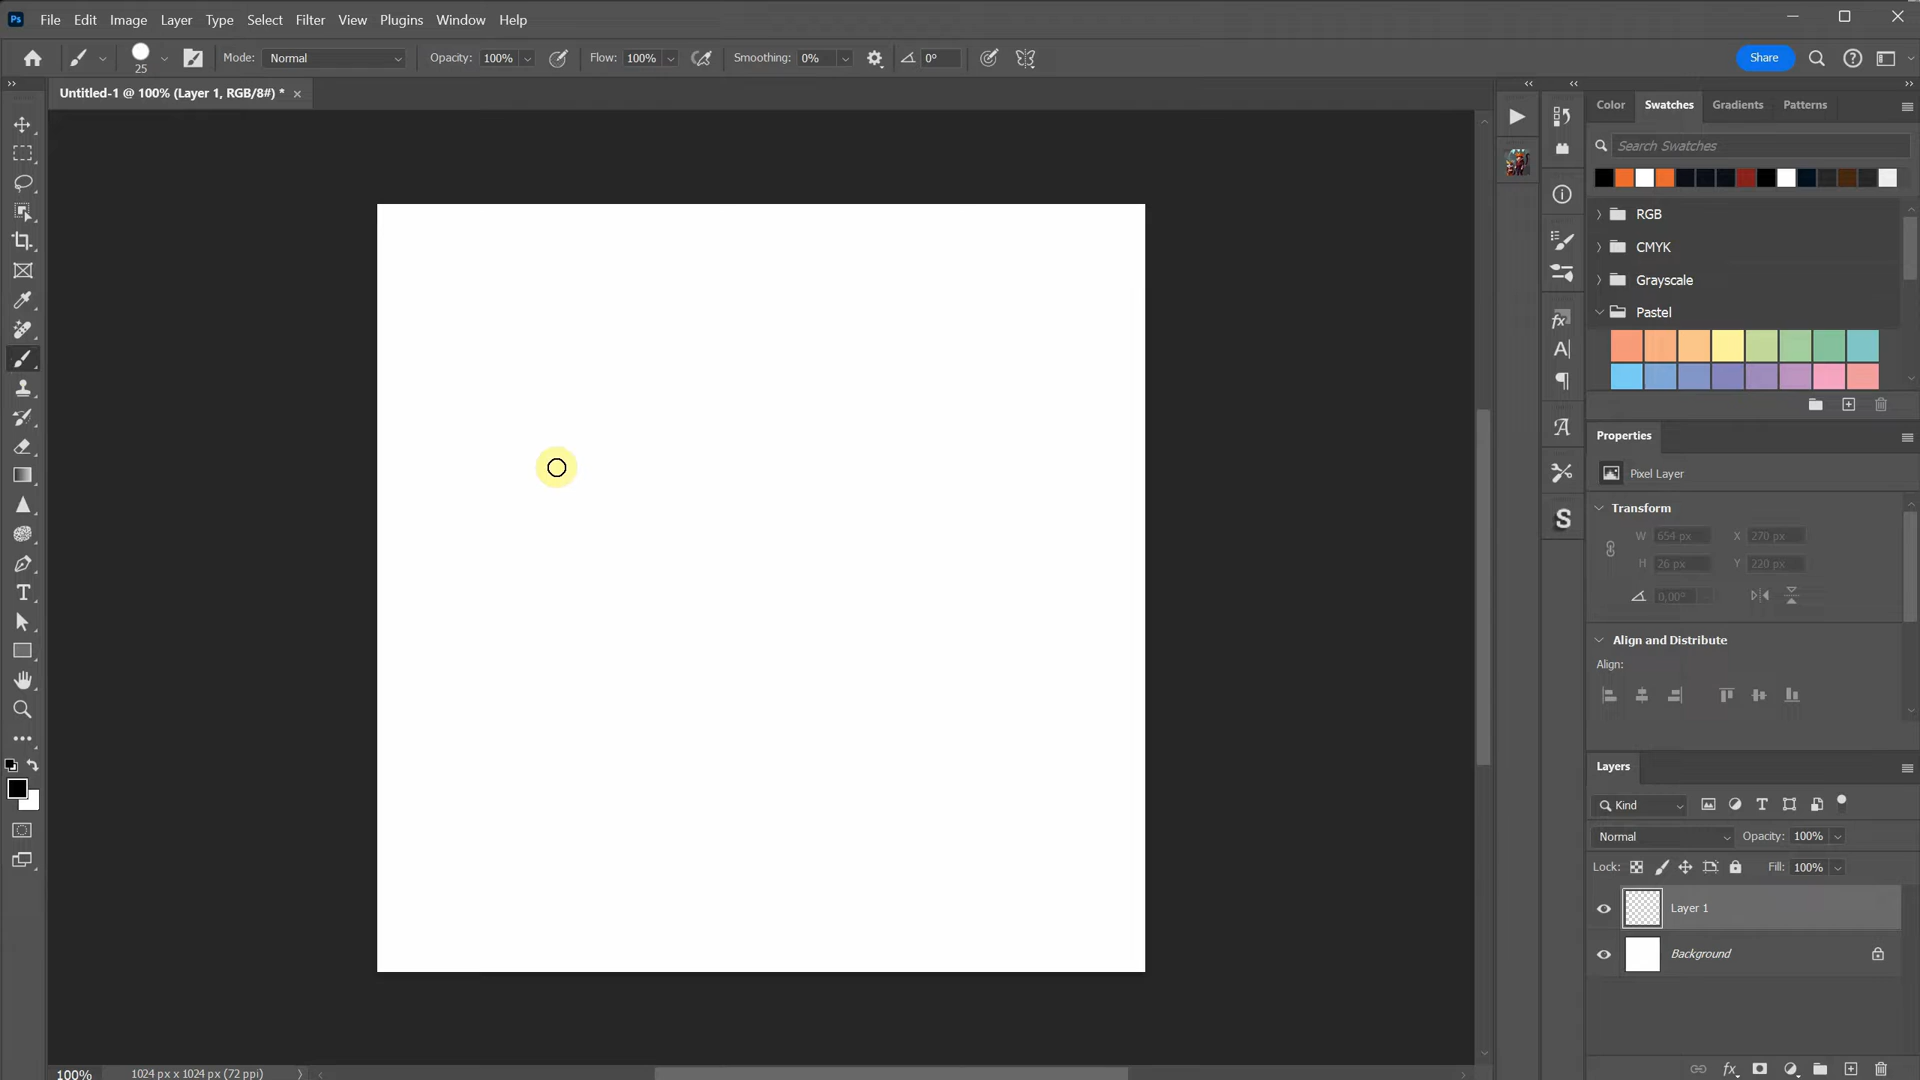 Ps File Edit Image Layer Type Select Filter View Plugins Window Help
25 Mode: Normal Opacity: 100% Flow: 100% Smoothing: 0% 0° Share
Untitled-1 @ 100% (Layer 1, RGB/8#) *
Color Swatches Gradients Patterns
Search Swatches
RGB
CMYK
Grayscale
Pastel
Properties
Pixel Layer
Transform
W 654 px X 270 px
H 26 px Y 220 px
0,00°
Align and Distribute
Align:
Layers
Kind
Normal Opacity: 100%
Lock: Fill: 100%
Layer 1
Background
100% 1024 px x 1024 px (72 ppi)